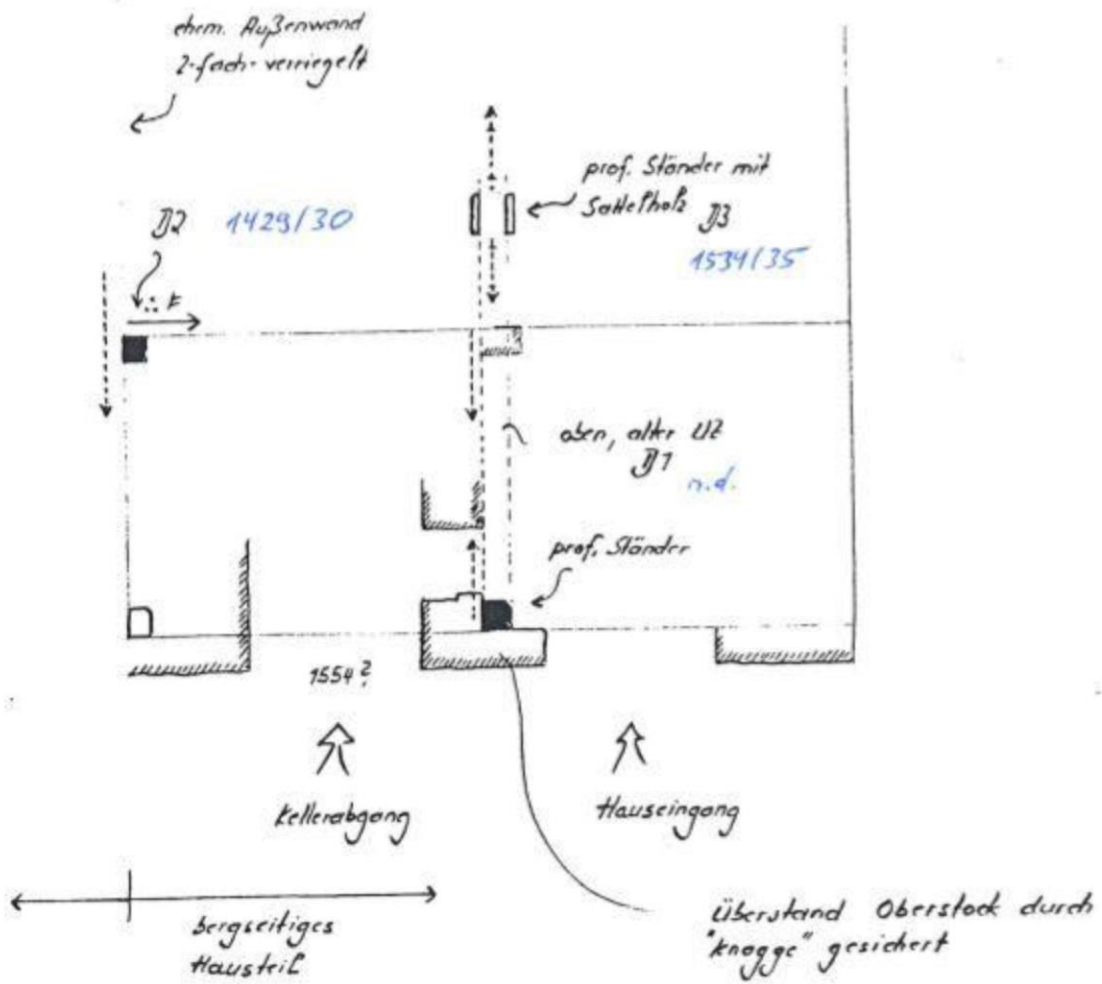 ehem. Außenwand
2-fach-verriegelt
prof. Ständer mit
Sattelholz D3
1534/35
D2 1429/30
oben, alter UZ
D1
n.d.
prof. Ständer
1554?
Kellerabgang
Hauseingang
bergseitiges
Hausteil
Überstand Oberstock durch
"Knagge" gesichert